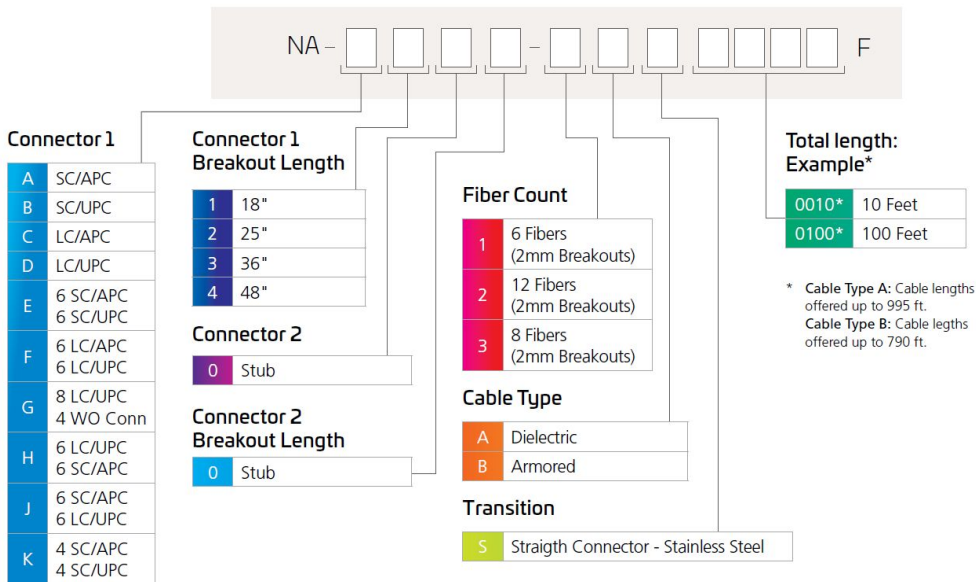 NA- - F
Connector 1
A SC/APC
B SC/UPC
C LC/APC
D LC/UPC
E 6 SC/APC
6 SC/UPC
F 6 LC/APC
6 LC/UPC
G 8 LC/UPC
4 WO Conn
H 6 LC/UPC
6 SC/APC
J 6 SC/APC
6 LC/UPC
K 4 SC/APC
4 SC/UPC
Connector 1
Breakout Length
1 18"
2 25"
3 36"
4 48"
Connector 2
0 Stub
Connector 2
Breakout Length
0 Stub
Fiber Count
1 6 Fibers
(2mm Breakouts)
2 12 Fibers
(2mm Breakouts)
3 8 Fibers
(2mm Breakouts)
Cable Type
A Dielectric
B Armored
Transition
S Straigth Connector - Stainless Steel
Total length:
Example*
0010* 10 Feet
0100* 100 Feet
* Cable Type A: Cable lengths
offered up to 995 ft.
Cable Type B: Cable legths
offered up to 790 ft.